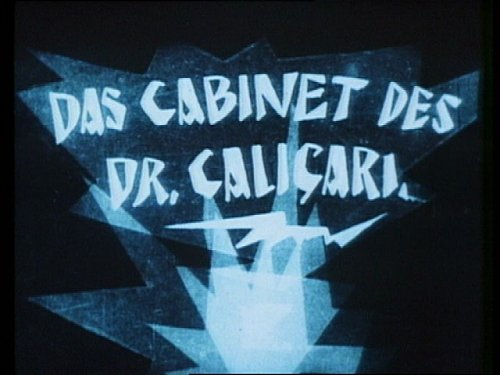 DAS CABINET DES
DR. CALIGARI.